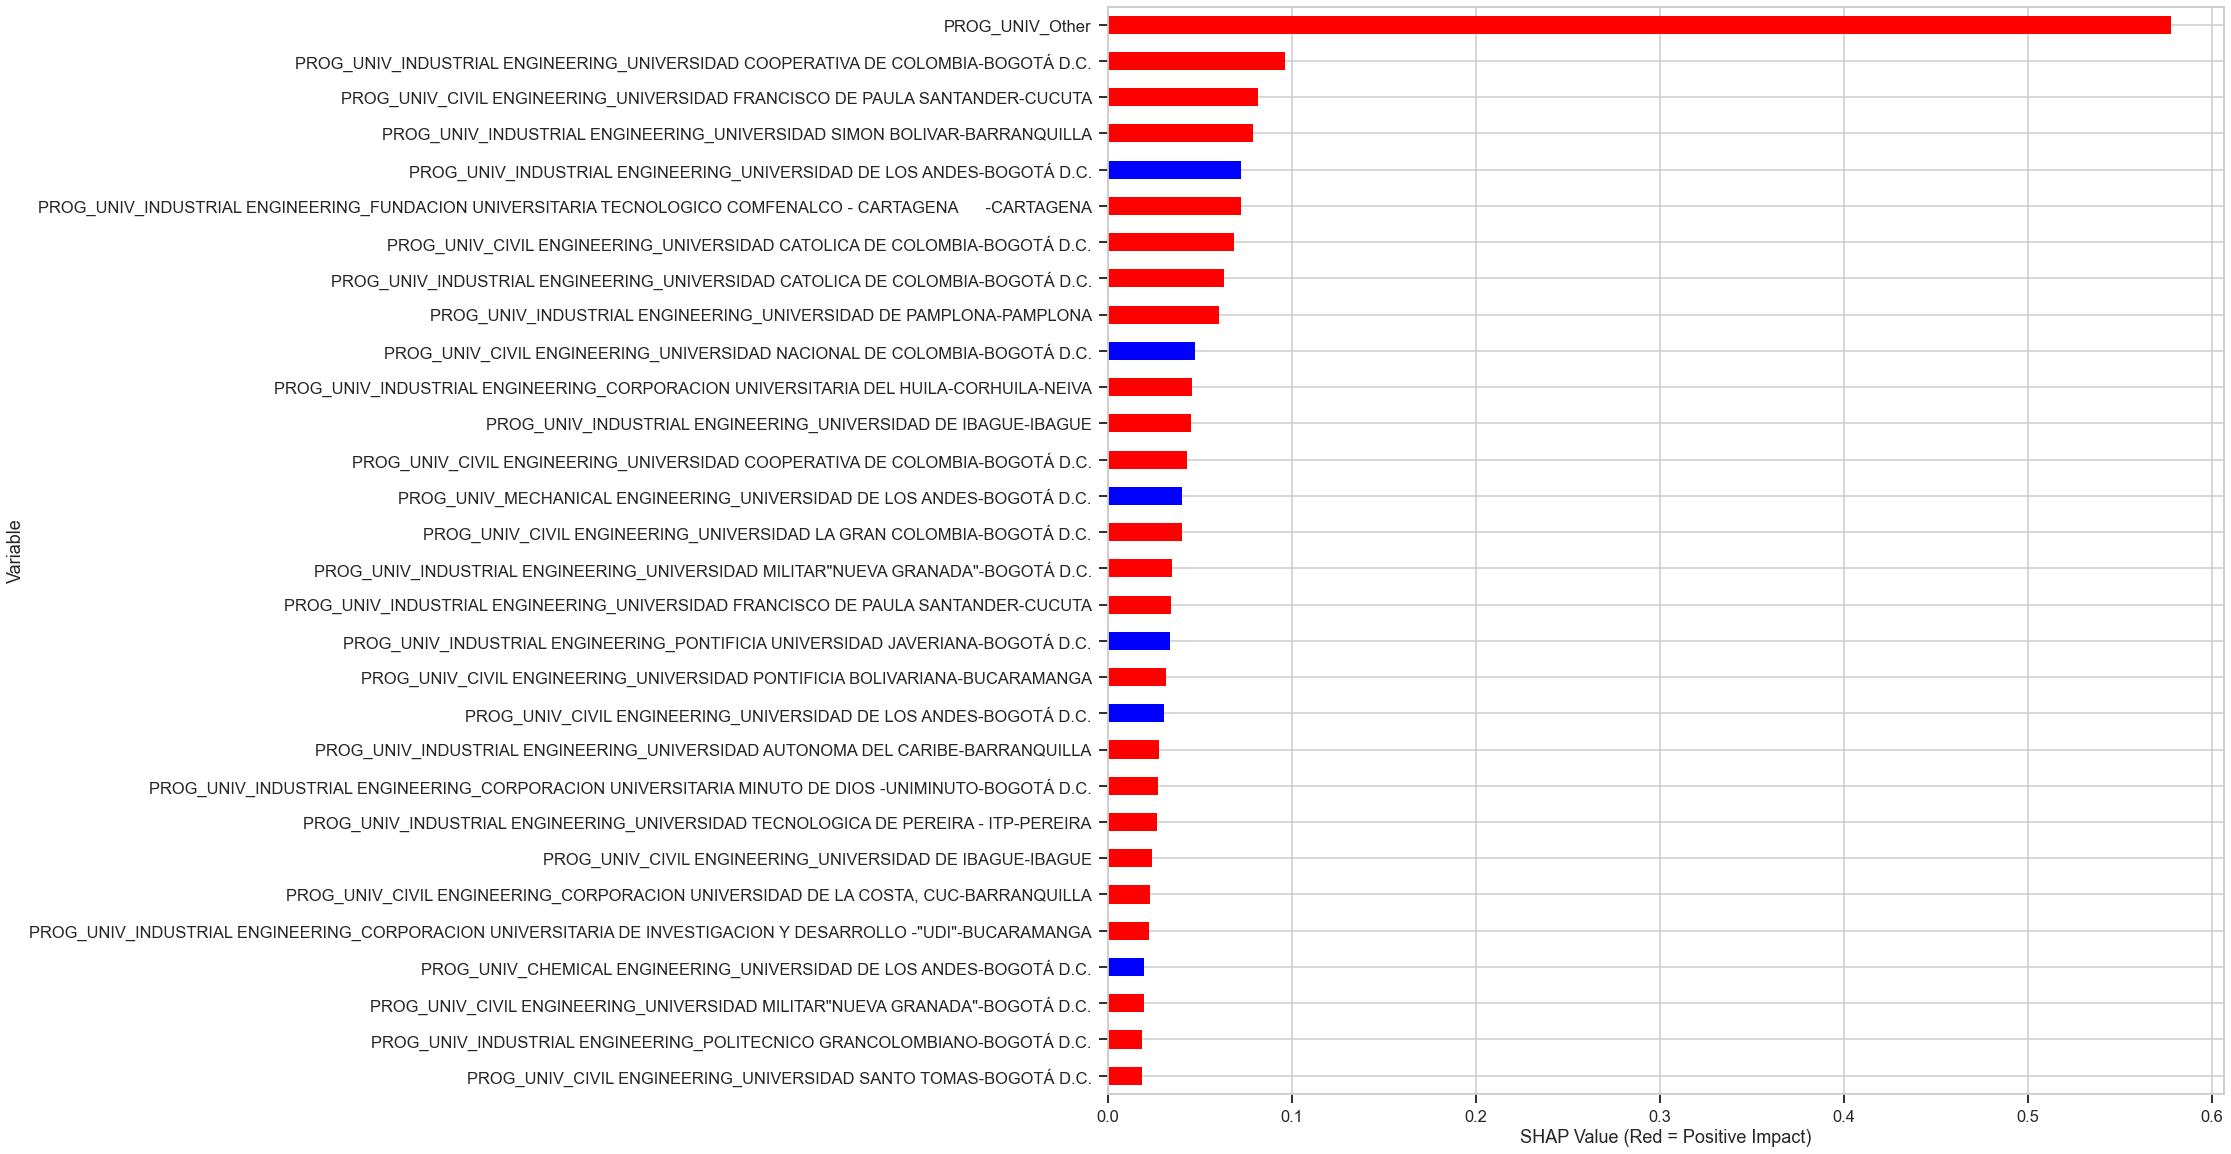 PROG_UNIV_Other
PROG_UNIV_INDUSTRIAL ENGINEERING_UNIVERSIDAD COOPERATIVA DE COLOMBIA-BOGOTÁ D.C.
PROG_UNIV_CIVIL ENGINEERING_UNIVERSIDAD FRANCISCO DE PAULA SANTANDER-CUCUTA
PROG_UNIV_INDUSTRIAL ENGINEERING_UNIVERSIDAD SIMON BOLIVAR-BARRANQUILLA
PROG_UNIV_INDUSTRIAL ENGINEERING_UNIVERSIDAD DE LOS ANDES-BOGOTÁ D.C.
PROG_UNIV_INDUSTRIAL ENGINEERING_FUNDACION UNIVERSITARIA TECNOLOGICO COMFENALCO - CARTAGENA      -CARTAGENA
PROG_UNIV_CIVIL ENGINEERING_UNIVERSIDAD CATOLICA DE COLOMBIA-BOGOTÁ D.C.
PROG_UNIV_INDUSTRIAL ENGINEERING_UNIVERSIDAD CATOLICA DE COLOMBIA-BOGOTÁ D.C.
PROG_UNIV_INDUSTRIAL ENGINEERING_UNIVERSIDAD DE PAMPLONA-PAMPLONA
PROG_UNIV_CIVIL ENGINEERING_UNIVERSIDAD NACIONAL DE COLOMBIA-BOGOTÁ D.C.
PROG_UNIV_INDUSTRIAL ENGINEERING_CORPORACION UNIVERSITARIA DEL HUILA-CORHUILA-NEIVA
PROG_UNIV_INDUSTRIAL ENGINEERING_UNIVERSIDAD DE IBAGUE-IBAGUE
PROG_UNIV_CIVIL ENGINEERING_UNIVERSIDAD COOPERATIVA DE COLOMBIA-BOGOTÁ D.C.
PROG_UNIV_MECHANICAL ENGINEERING_UNIVERSIDAD DE LOS ANDES-BOGOTÁ D.C.
PROG_UNIV_CIVIL ENGINEERING_UNIVERSIDAD LA GRAN COLOMBIA-BOGOTÁ D.C.
PROG_UNIV_INDUSTRIAL ENGINEERING_UNIVERSIDAD MILITAR"NUEVA GRANADA"-BOGOTÁ D.C.
PROG_UNIV_INDUSTRIAL ENGINEERING_UNIVERSIDAD FRANCISCO DE PAULA SANTANDER-CUCUTA
PROG_UNIV_INDUSTRIAL ENGINEERING_PONTIFICIA UNIVERSIDAD JAVERIANA-BOGOTÁ D.C.
PROG_UNIV_CIVIL ENGINEERING_UNIVERSIDAD PONTIFICIA BOLIVARIANA-BUCARAMANGA
PROG_UNIV_CIVIL ENGINEERING_UNIVERSIDAD DE LOS ANDES-BOGOTÁ D.C.
PROG_UNIV_INDUSTRIAL ENGINEERING_UNIVERSIDAD AUTONOMA DEL CARIBE-BARRANQUILLA
PROG_UNIV_INDUSTRIAL ENGINEERING_CORPORACION UNIVERSITARIA MINUTO DE DIOS -UNIMINUTO-BOGOTÁ D.C.
PROG_UNIV_INDUSTRIAL ENGINEERING_UNIVERSIDAD TECNOLOGICA DE PEREIRA - ITP-PEREIRA
PROG_UNIV_CIVIL ENGINEERING_UNIVERSIDAD DE IBAGUE-IBAGUE
PROG_UNIV_CIVIL ENGINEERING_CORPORACION UNIVERSIDAD DE LA COSTA, CUC-BARRANQUILLA
PROG_UNIV_INDUSTRIAL ENGINEERING_CORPORACION UNIVERSITARIA DE INVESTIGACION Y DESARROLLO -"UDI"-BUCARAMANGA
PROG_UNIV_CHEMICAL ENGINEERING_UNIVERSIDAD DE LOS ANDES-BOGOTÁ D.C.
PROG_UNIV_CIVIL ENGINEERING_UNIVERSIDAD MILITAR"NUEVA GRANADA"-BOGOTÁ D.C.
PROG_UNIV_INDUSTRIAL ENGINEERING_POLITECNICO GRANCOLOMBIANO-BOGOTÁ D.C.
PROG_UNIV_CIVIL ENGINEERING_UNIVERSIDAD SANTO TOMAS-BOGOTÁ D.C.
Variable
0.0 0.1 0.2 0.3 0.4 0.5 0.6
SHAP Value (Red = Positive Impact)